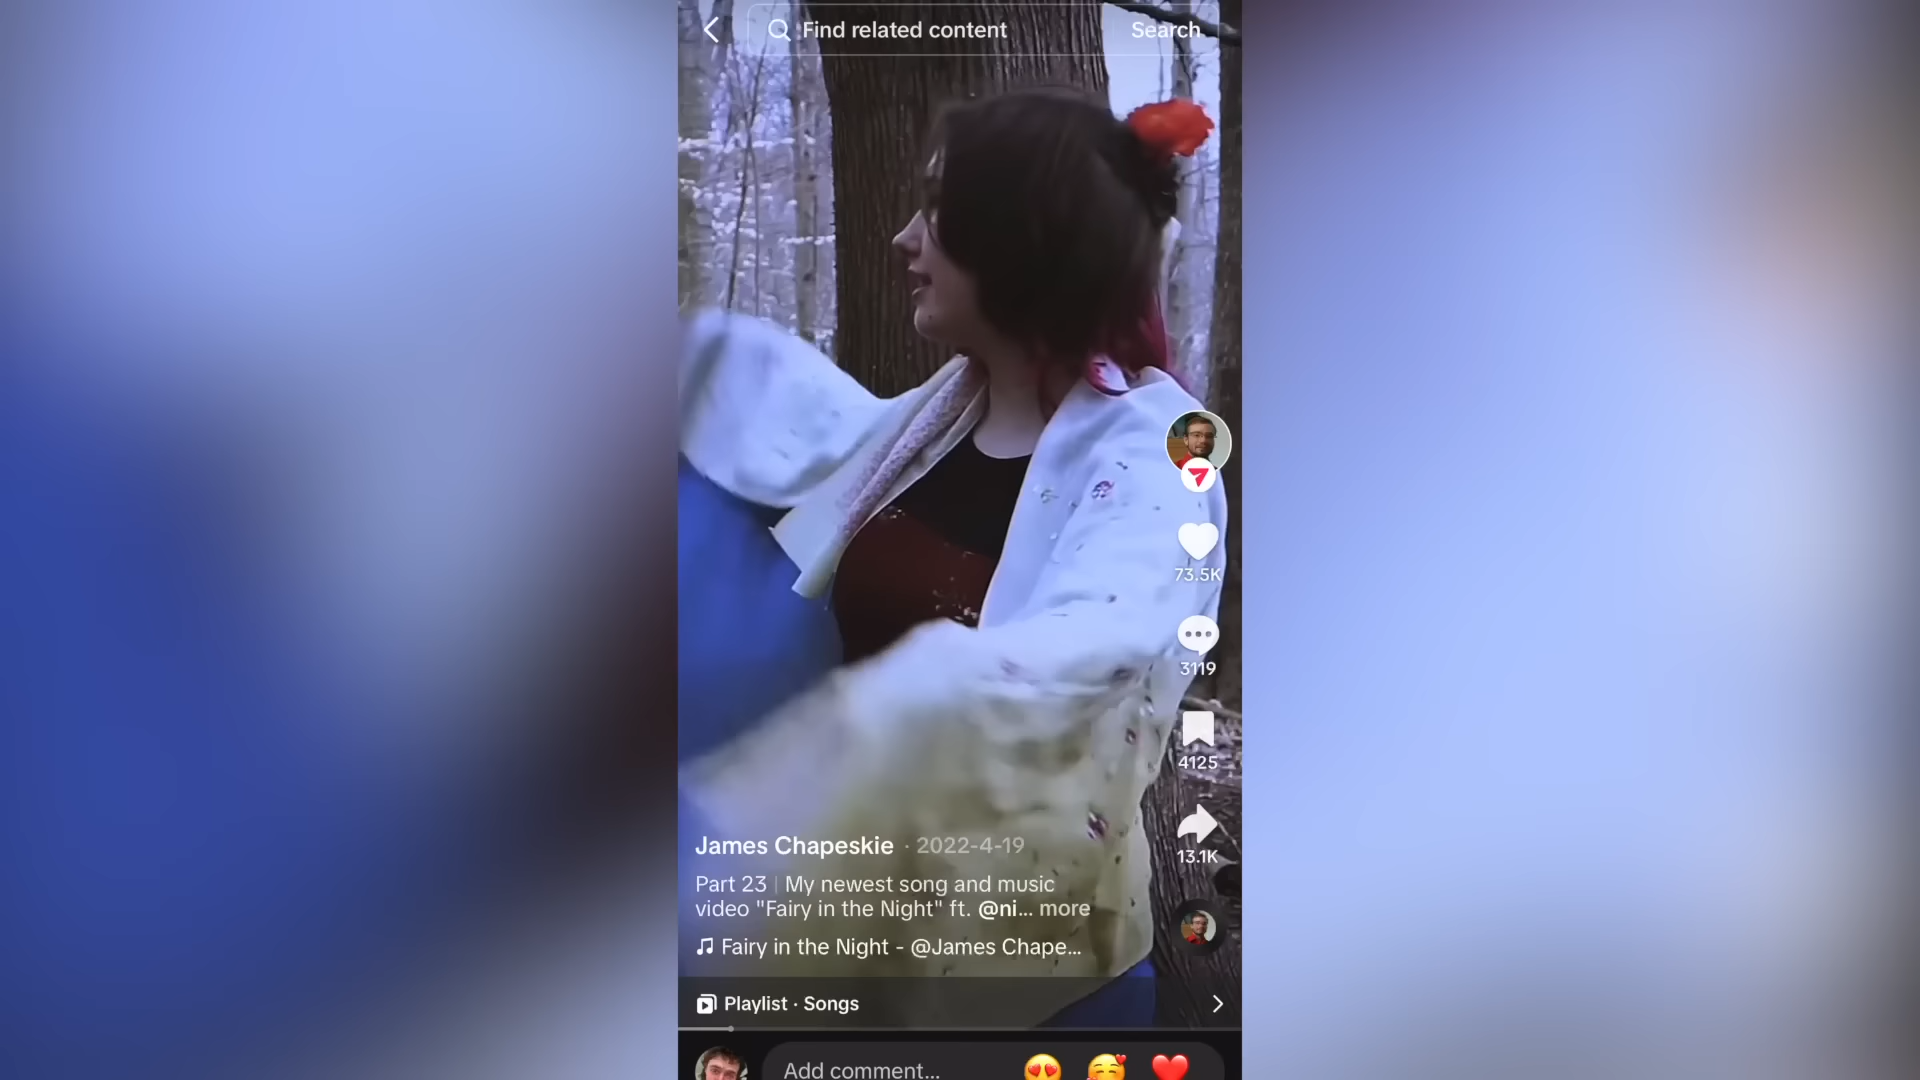 Find related content
Search
73.5K
3119
4125
13.1K
James Chapeskie · 2022-4-19
Part 23 | My newest song and music
video "Fairy in the Night" ft. @ni... more
Fairy in the Night - @James Chape...
Playlist · Songs
Add comment...